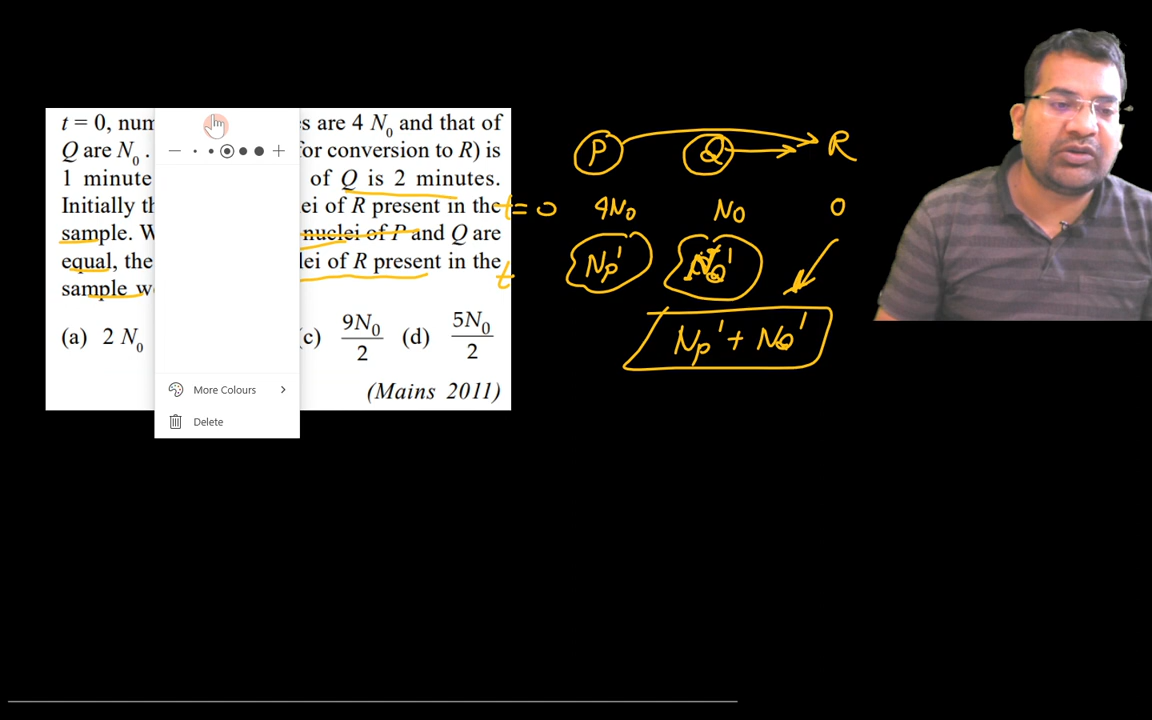 t = 0, num s are 4 N₀ and that of
Q are N₀ . for conversion to R) is
1 minute of Q is 2 minutes.
Initially th ei of R present in the
sample. W nuclei of P and Q are
equal, the lei of R present in the
sample w
(a) 2 N₀ c) 9N₀/2 (d) 5N₀/2
(Mains 2011)
More Colours
Delete
P Q R
t = 0 4N₀ N₀ 0
t Np' NQ'
Np' + NQ'